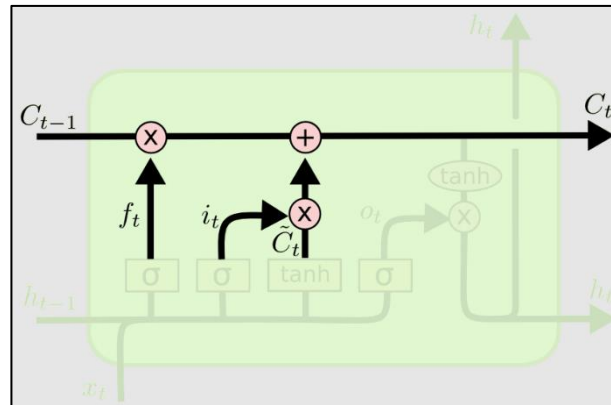 h_t
C_{t-1} × + C_t
tanh
f_t i_t × o_t ×
C̃_t
σ σ tanh σ
h_{t-1} h_t
x_t